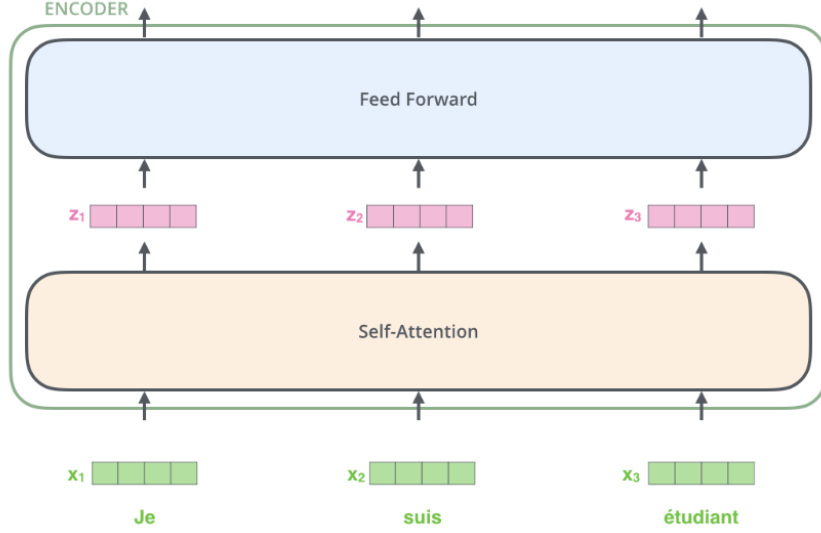 ENCODER
Feed Forward
z₁ z₂ z₃
Self-Attention
x₁ x₂ x₃
Je suis étudiant